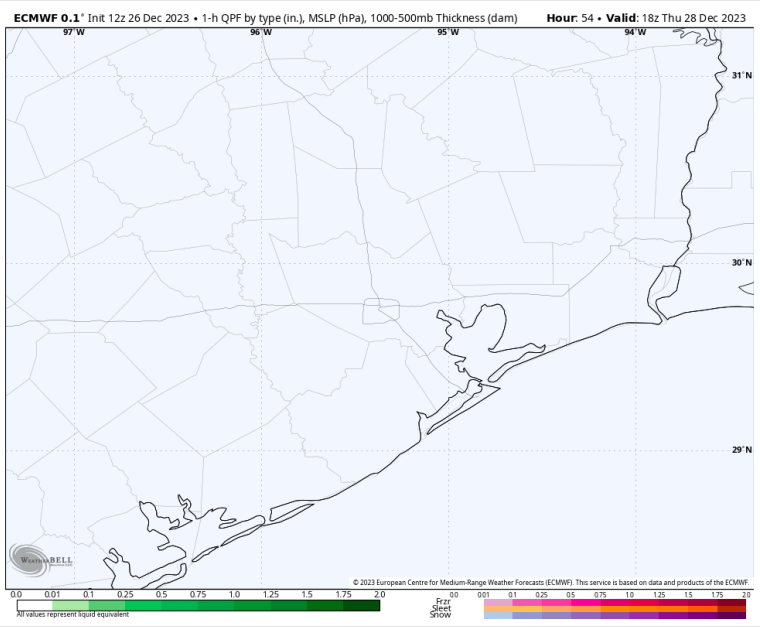 ECMWF 0.1° Init 12z 26 Dec 2023 • 1-h QPF by type (in.), MSLP (hPa), 1000-500mb Thickness (dam) Hour: 54 • Valid: 18z Thu 28 Dec 2023
97°W 96°W 95°W 94°W
31°N
30°N
29°N
WEATHERBELL
© 2023 European Centre for Medium-Range Weather Forecasts (ECMWF). This service is based on data and products of the ECMWF.
0.0 0.01 0.1 0.25 0.5 0.75 1.0 1.25 1.5 1.75 2.0 0.0 0.01 0.1 0.25 0.5 0.75 1.0 1.25 1.5 1.75 2.0
Frzr
Sleet
Snow
All values represent liquid equivalent